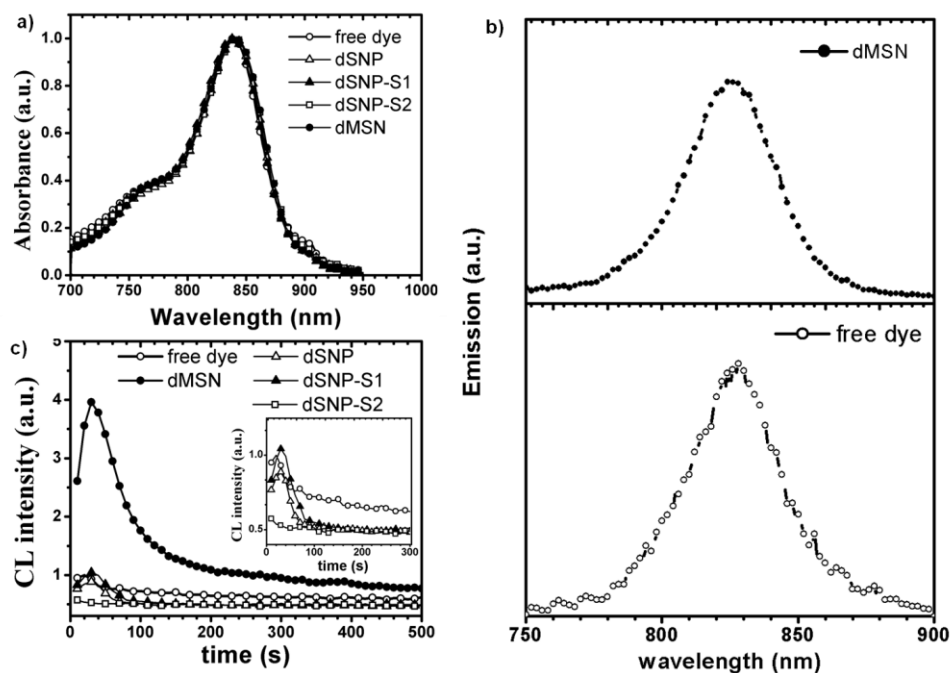 a)
1.0
0.8
0.6
0.4
0.2
0.0
Absorbance (a.u.)
free dye
dSNP
dSNP-S1
dSNP-S2
dMSN
700 750 800 850 900 950 1000
Wavelength (nm)
b)
dMSN
free dye
Emission (a.u.)
750 800 850 900
wavelength (nm)
c)
5
4
3
2
1
CL intensity (a.u.)
free dye dSNP
dMSN dSNP-S1
dSNP-S2
1.0
0.5
CL intensity (a.u.)
0 100 200 300
time (s)
0 100 200 300 400 500
time (s)